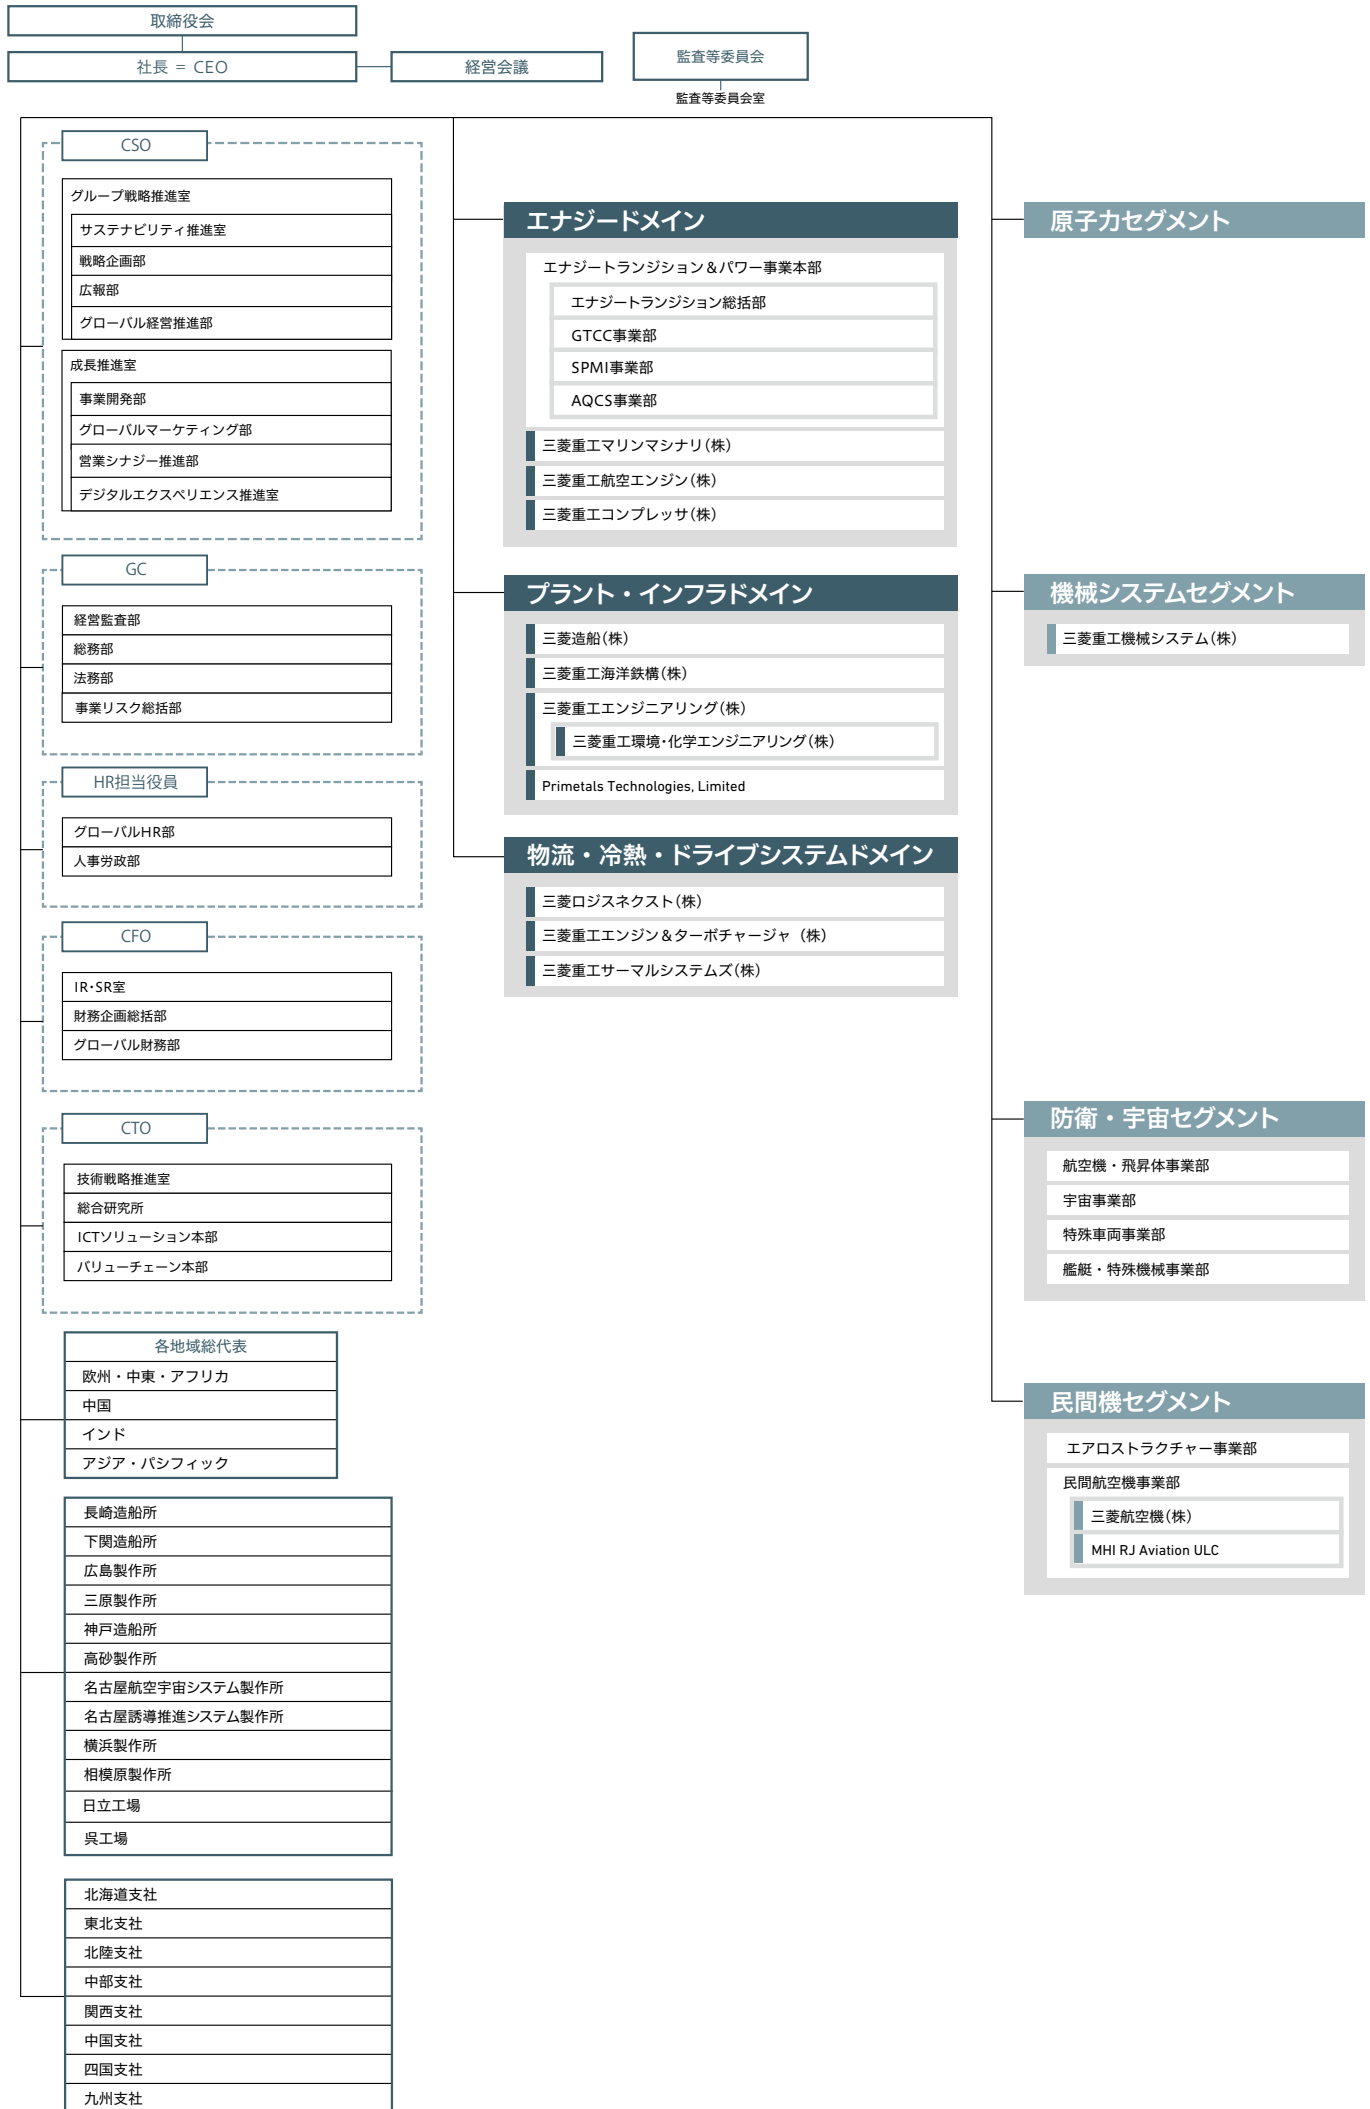 取締役会
社長 = CEO
経営会議
監査等委員会
監査等委員会室
CSO
グループ戦略推進室
サステナビリティ推進室
戦略企画部
広報部
グローバル経営推進部
成長推進室
事業開発部
グローバルマーケティング部
営業シナジー推進部
デジタルエクスペリエンス推進室
GC
経営監査部
総務部
法務部
事業リスク総括部
HR担当役員
グローバルHR部
人事労政部
CFO
IR・SR室
財務企画総括部
グローバル財務部
CTO
技術戦略推進室
総合研究所
ICTソリューション本部
バリューチェーン本部
各地域総代表
欧州・中東・アフリカ
中国
インド
アジア・パシフィック
長崎造船所
下関造船所
広島製作所
三原製作所
神戸造船所
高砂製作所
名古屋航空宇宙システム製作所
名古屋誘導推進システム製作所
横浜製作所
相模原製作所
日立工場
呉工場
北海道支社
東北支社
北陸支社
中部支社
関西支社
中国支社
四国支社
九州支社
エナジードメイン
エナジートランジション&パワー事業本部
エナジートランジション総括部
GTCC事業部
SPMI事業部
AQCS事業部
三菱重工マリンマシナリ(株)
三菱重工航空エンジン(株)
三菱重工コンプレッサ(株)
プラント・インフラドメイン
三菱造船(株)
三菱重工海洋鉄構(株)
三菱重工エンジニアリング(株)
三菱重工環境・化学エンジニアリング(株)
Primetals Technologies, Limited
物流・冷熱・ドライブシステムドメイン
三菱ロジスネクスト(株)
三菱重工エンジン&ターボチャージャ (株)
三菱重工サーマルシステムズ(株)
原子力セグメント
機械システムセグメント
三菱重工機械システム(株)
防衛・宇宙セグメント
航空機・飛昇体事業部
宇宙事業部
特殊車両事業部
艦艇・特殊機械事業部
民間機セグメント
エアロストラクチャー事業部
民間航空機事業部
三菱航空機(株)
MHI RJ Aviation ULC